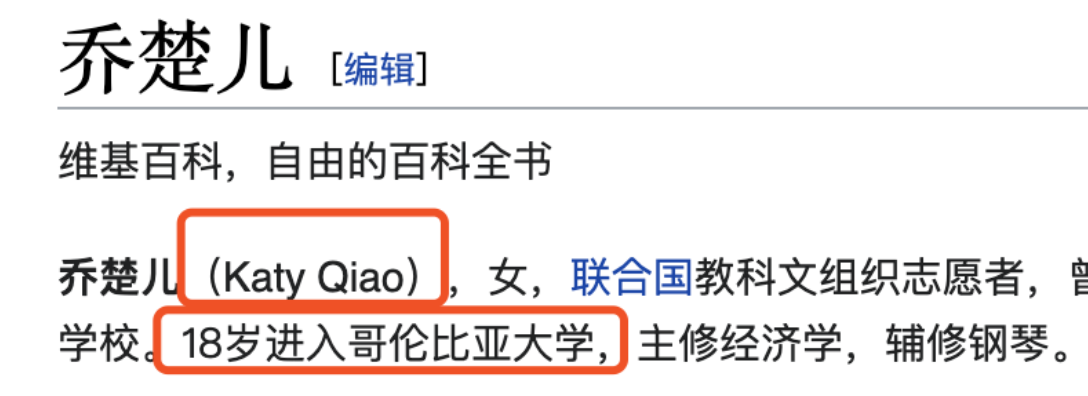 乔楚儿 [编辑]
维基百科，自由的百科全书
乔楚儿（Katy Qiao），女，联合国教科文组织志愿者，曾
学校。18岁进入哥伦比亚大学，主修经济学，辅修钢琴。